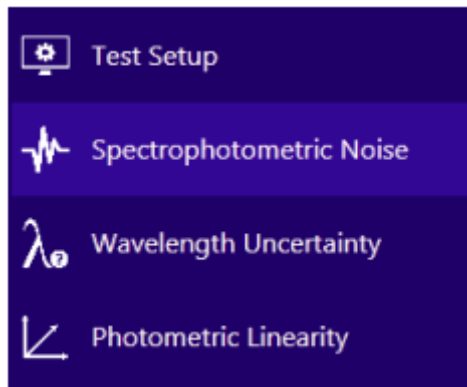 Test Setup
Spectrophotometric Noise
Wavelength Uncertainty
Photometric Linearity